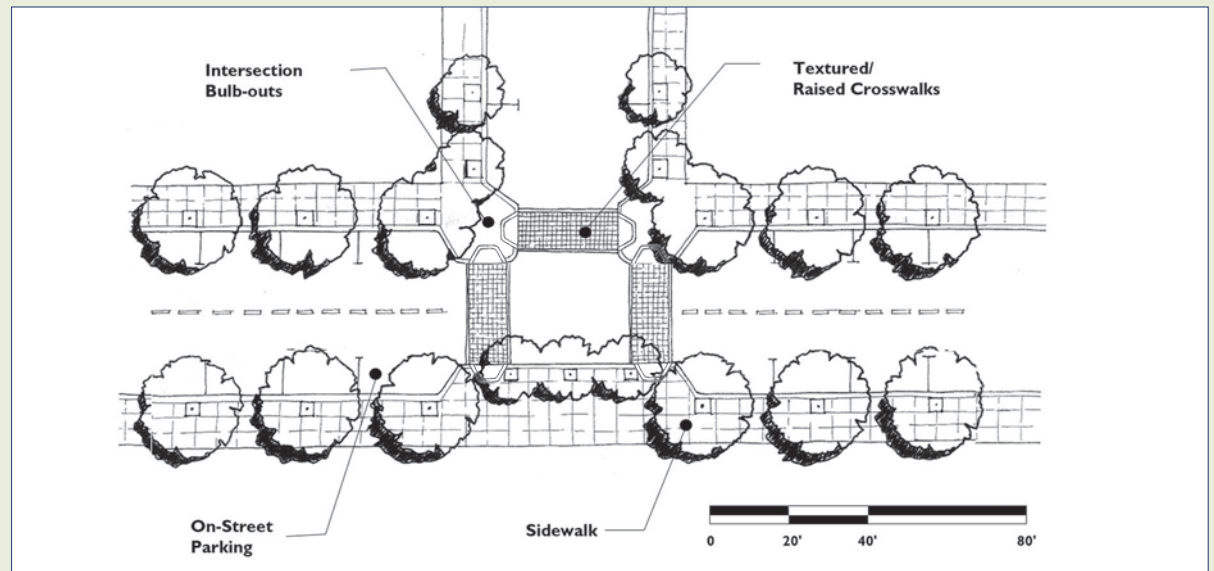 Intersection
Bulb-outs
Textured/
Raised Crosswalks
On-Street
Parking
Sidewalk
0 20' 40' 80'